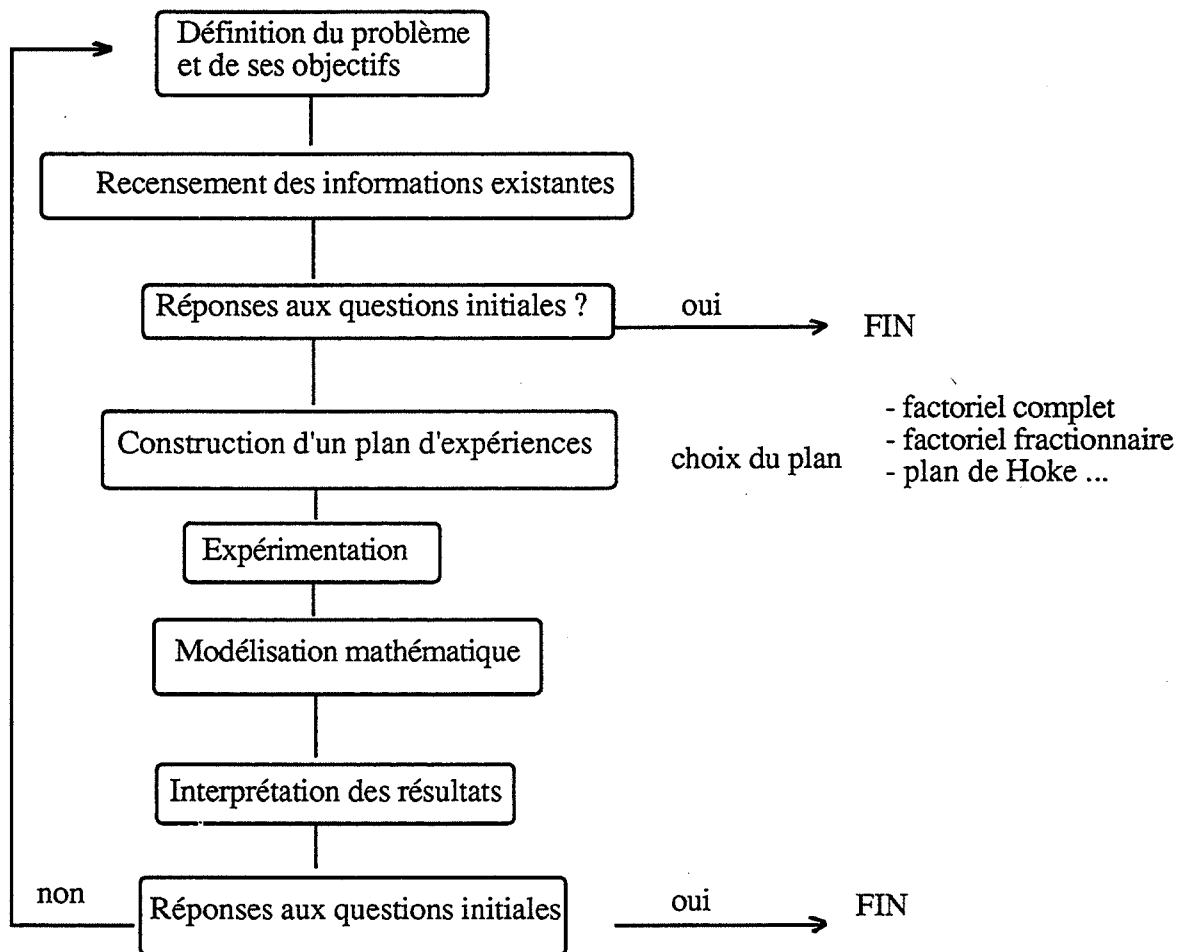 Définition du problème
et de ses objectifs
Recensement des informations existantes
Réponses aux questions initiales ?
oui
FIN
Construction d'un plan d'expériences
choix du plan
- factoriel complet
- factoriel fractionnaire
- plan de Hoke ...
Expérimentation
Modélisation mathématique
Interprétation des résultats
non
Réponses aux questions initiales
oui
FIN